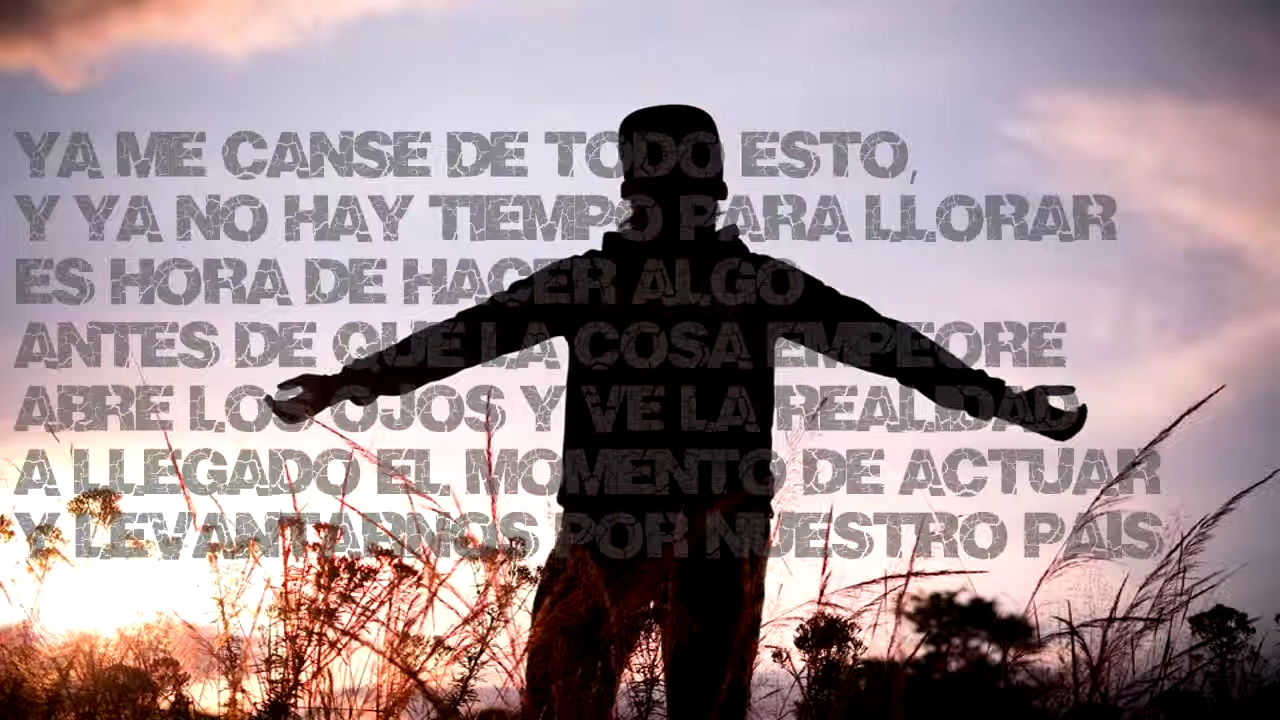 YA ME CANSE DE TODO ESTO,
Y YA NO HAY TIEMPO PARA LLORAR
ES HORA DE HACER ALGO
ANTES DE QUE LA COSA EMPEORE
ABRE LOS OJOS Y VE LA REALIDAD
A LLEGADO EL MOMENTO DE ACTUAR
Y LEVANTARNOS POR NUESTRO PAIS